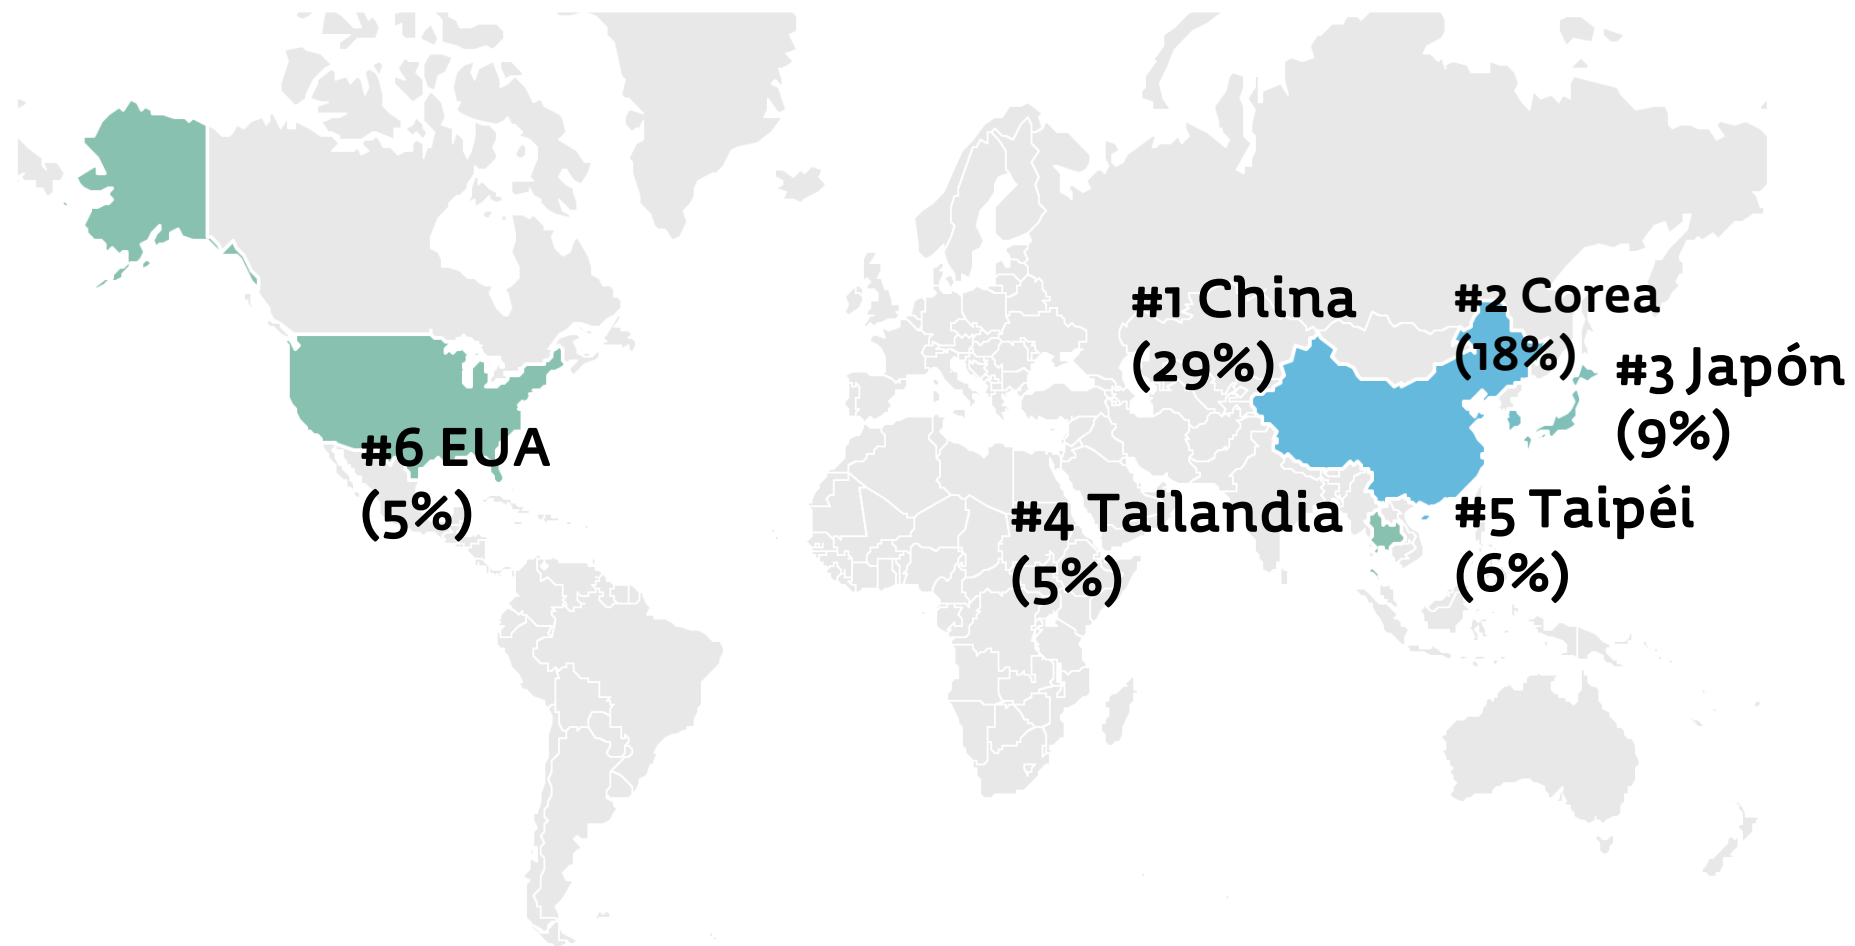 #1 China
(29%)
#2 Corea
(18%)
#3 Japón
(9%)
#6 EUA
(5%)
#4 Tailandia
(5%)
#5 Taipéi
(6%)